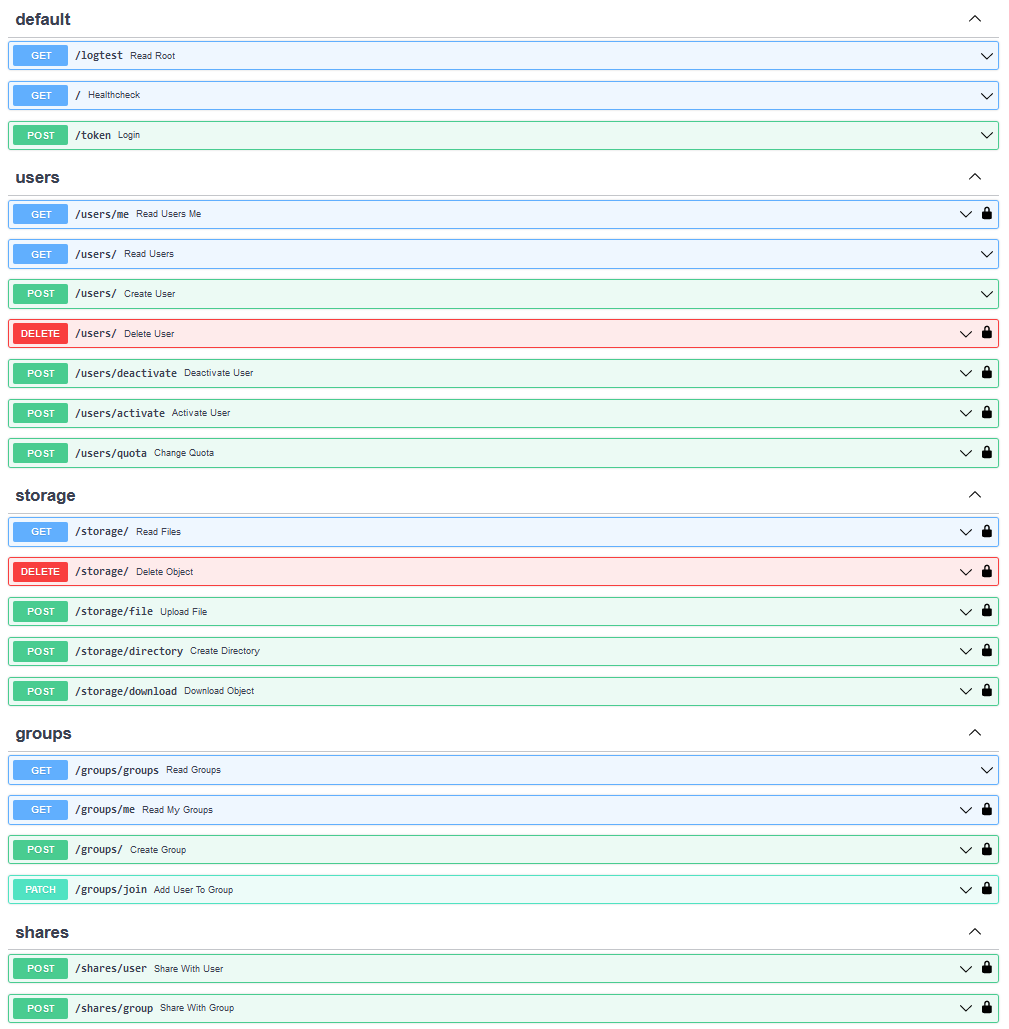 default
GET /logtest Read Root
GET / Healthcheck
POST /token Login
users
GET /users/me Read Users Me
GET /users/ Read Users
POST /users/ Create User
DELETE /users/ Delete User
POST /users/deactivate Deactivate User
POST /users/activate Activate User
POST /users/quota Change Quota
storage
GET /storage/ Read Files
DELETE /storage/ Delete Object
POST /storage/file Upload File
POST /storage/directory Create Directory
POST /storage/download Download Object
groups
GET /groups/groups Read Groups
GET /groups/me Read My Groups
POST /groups/ Create Group
PATCH /groups/join Add User To Group
shares
POST /shares/user Share With User
POST /shares/group Share With Group